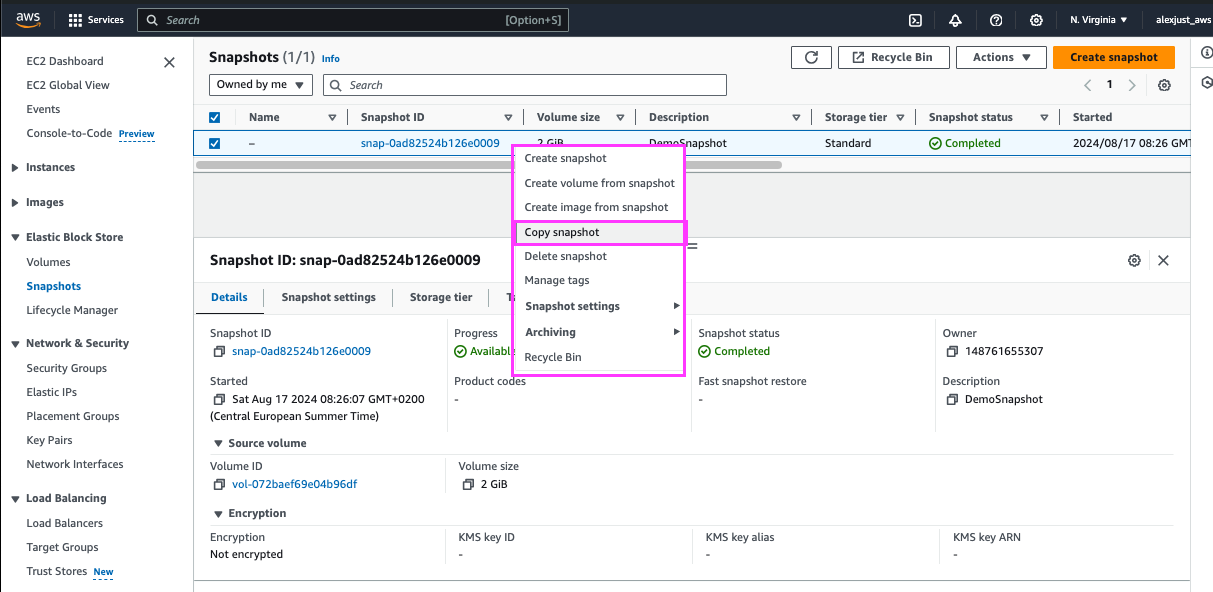 aws Services Search [Option+S] N. Virginia alexjust_aws
EC2 Dashboard
EC2 Global View
Events
Console-to-Code Preview
Instances
Images
Elastic Block Store
Volumes
Snapshots
Lifecycle Manager
Network & Security
Security Groups
Elastic IPs
Placement Groups
Key Pairs
Network Interfaces
Load Balancing
Load Balancers
Target Groups
Trust Stores New
Snapshots (1/1) Info Recycle Bin Actions Create snapshot
Owned by me Search 1
Name Snapshot ID Volume size Description Storage tier Snapshot status Started
– snap-0ad82524b126e0009 2 GiB DemoSnapshot Standard Completed 2024/08/17 08:26 GMT
Create snapshot
Create volume from snapshot
Create image from snapshot
Copy snapshot
Delete snapshot
Manage tags
Snapshot settings
Archiving
Recycle Bin
Snapshot ID: snap-0ad82524b126e0009
Details Snapshot settings Storage tier
Snapshot ID Progress Snapshot status Owner
snap-0ad82524b126e0009 Available Completed 148761655307
Started Product codes Fast snapshot restore Description
Sat Aug 17 2024 08:26:07 GMT+0200 - - DemoSnapshot
(Central European Summer Time)
Source volume
Volume ID Volume size
vol-072baef69e04b96df 2 GiB
Encryption
Encryption KMS key ID KMS key alias KMS key ARN
Not encrypted - - -